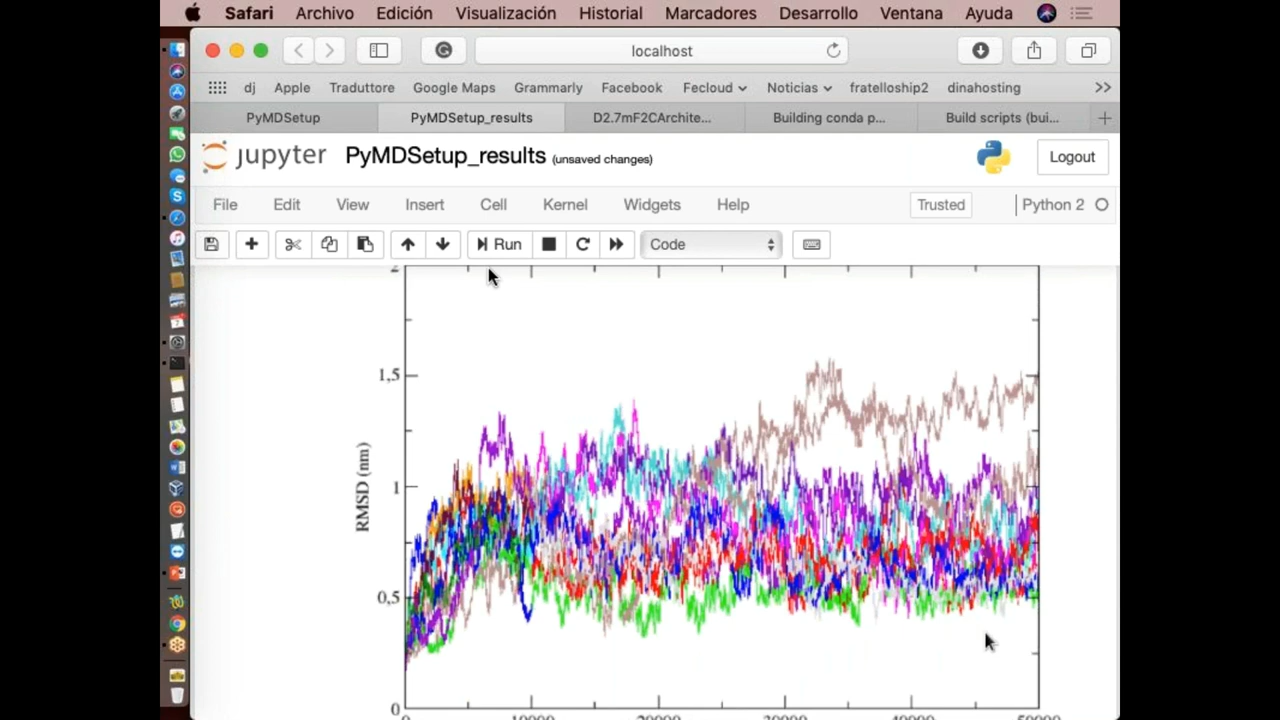 Safari Archivo Edición Visualización Historial Marcadores Desarrollo Ventana Ayuda
localhost
dj Apple Traduttore Google Maps Grammarly Facebook Fecloud Noticias fratelloship2 dinahosting >>
PyMDSetup PyMDSetup_results D2.7mF2CArchite... Building conda p... Build scripts (bui... +
jupyter PyMDSetup_results (unsaved changes) Logout
File Edit View Insert Cell Kernel Widgets Help Trusted Python 2
Run Code
2
1,5
1
RMSD (nm)
0,5
0
0 10000 20000 30000 40000 50000